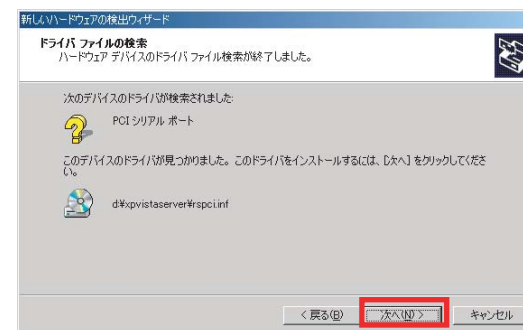 新しいハードウェアの検出ウィザード
ドライバ ファイルの検索
ハードウェア デバイスのドライバ ファイル検索が終了しました。
次のデバイスのドライバが検索されました:
PCI シリアル ポート
このデバイスのドライバが見つかりました。このドライバをインストールするには、[次へ] をクリックしてくださ
い。
d:¥xpvistaserver¥rspci.inf
< 戻る(B)
次へ(N) >
キャンセル